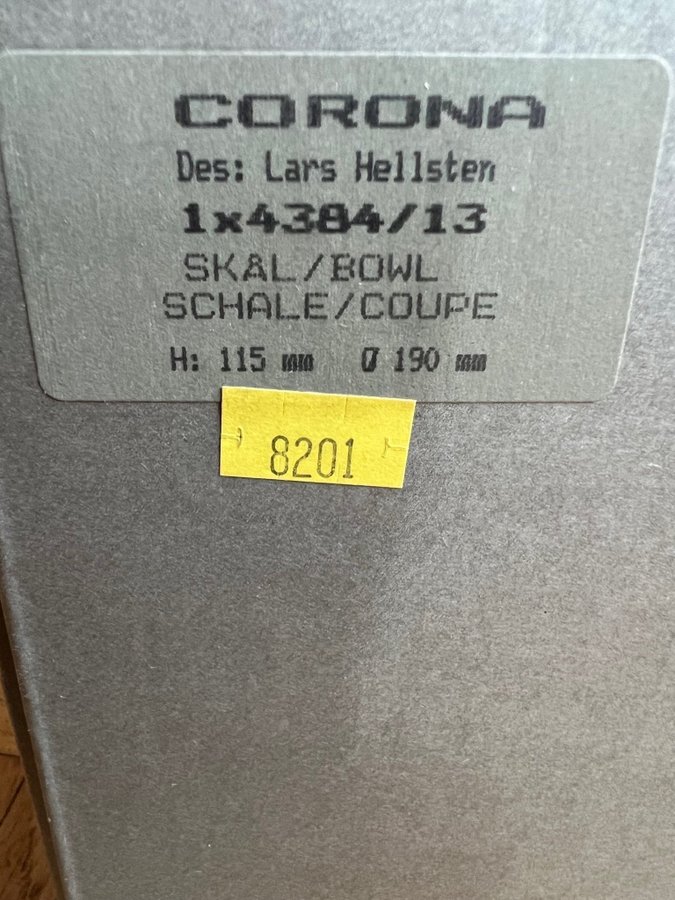 CORONA
Des: Lars Hellsten
1x4384/13
SKÅL/BOWL
SCHALE/COUPE
H: 115 mm Ø 190 mm
8201